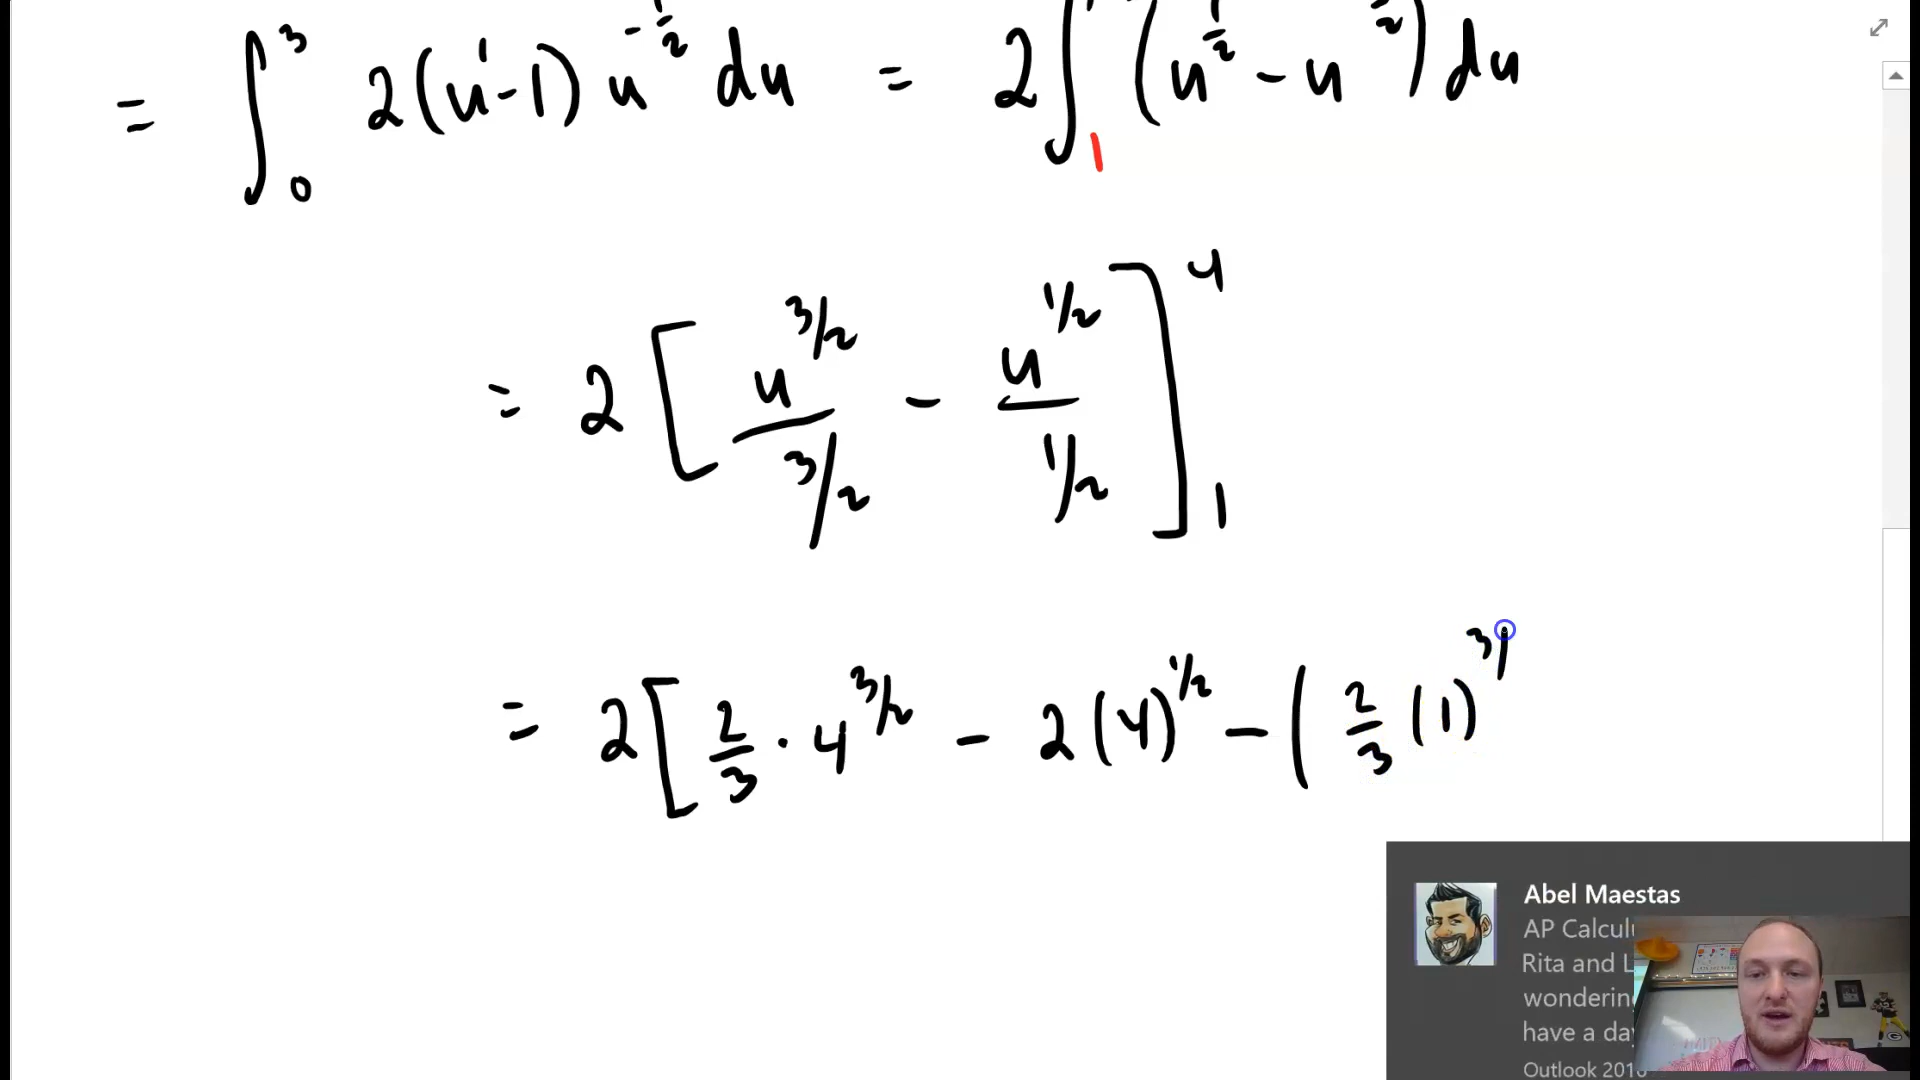 = ∫₀³ 2(u¹-1) u^(-1/2) du = 2∫₁ (u^(1/2) - u^(-1/2)) du
= 2 [ u^(3/2) / (3/2) - u^(1/2) / (1/2) ]₁⁴
= 2 [ 2/3 · 4^(3/2) - 2(4)^(1/2) - ( 2/3 (1)^(3/
Abel Maestas
AP Calcul
Rita and L
wonderin
have a da
Outlook 2016